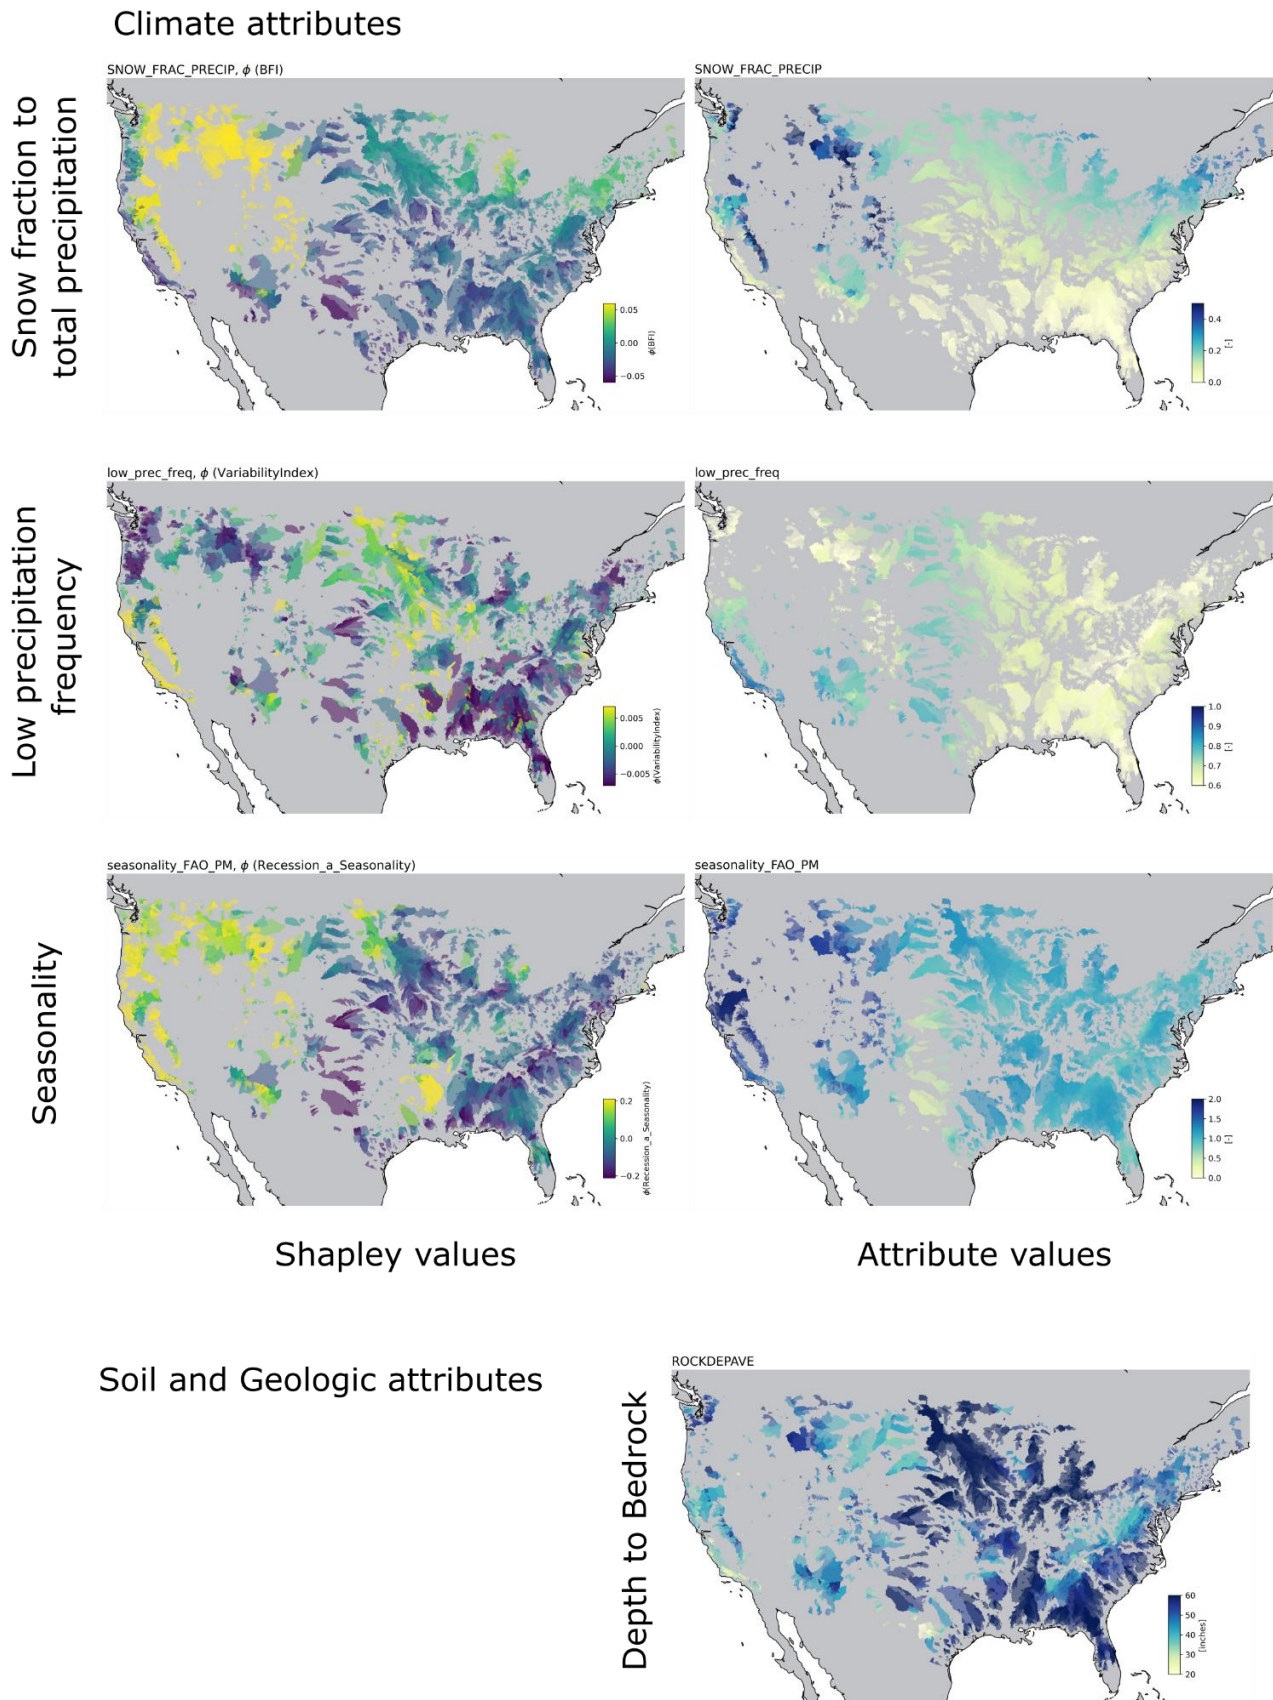 Climate attributes
Snow fraction to
total precipitation
SNOW_FRAC_PRECIP, ϕ (BFI)
0.05
0.00
−0.05
ϕ(BFI)
SNOW_FRAC_PRECIP
0.4
0.2
0.0
[-]
Low precipitation
frequency
low_prec_freq, ϕ (VariabilityIndex)
0.005
0.000
−0.005
ϕ(VariabilityIndex)
low_prec_freq
1.0
0.8
0.7
0.6
[-]
Seasonality
seasonality_FAO_PM, ϕ (Recession_a_Seasonality)
0.2
0.0
−0.2
ϕ(Recession_a_Seasonality)
seasonality_FAO_PM
2.0
1.5
1.0
0.5
0.0
[-]
Shapley values
Attribute values
Soil and Geologic attributes
Depth to Bedrock
ROCKDEPAVE
60
50
40
30
20
[inches]